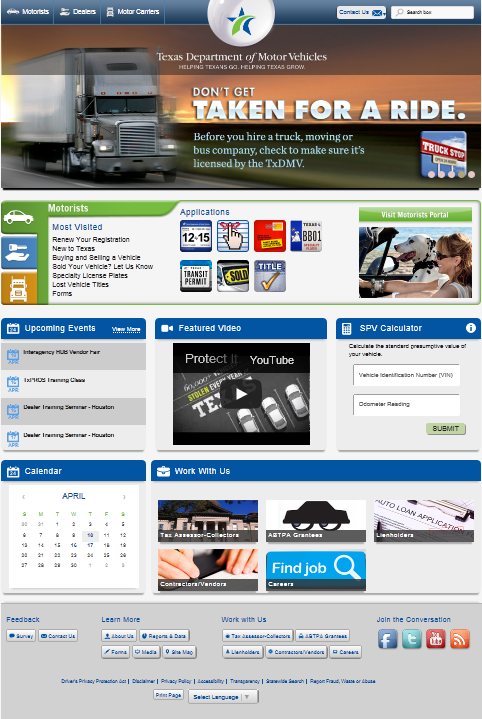 Motorists
Dealers
Motor Carriers
Contact Us
Search box
Texas Department of Motor Vehicles
HELPING TEXANS GO. HELPING TEXAS GROW.
DON'T GET
TAKEN FOR A RIDE.
Before you hire a truck, moving or
bus company, check to make sure it's
licensed by the TxDMV.
TRUCK STOP
Motorists
Most Visited
Renew Your Registration
New to Texas
Buying and Selling a Vehicle
Sold Your Vehicle? Let Us Know
Specialty License Plates
Lost Vehicle Titles
Forms
Applications
12-15
TEXAS
BB01
TRANSIT
PERMIT
SOLD
TITLE
Visit Motorists Portal
Upcoming Events
View More
APR
Interagency HUB Vendor Fair
APR
TxPROS Training Class
APR
Dealer Training Seminar - Houston
APR
Dealer Training Seminar - Houston
Featured Video
Protect It.
YouTube
60,000+ VEHICLES
STOLEN EVERY YEAR
TEX
SPV Calculator
Calculate the standard presumptive value of
your vehicle.
Vehicle Identification Number (VIN)
Odometer Reading
SUBMIT
Calendar
APRIL
S M T W T F S
30 31 1 2 3 4 5
6 7 8 9 10 11 12
13 14 15 16 17 18 19
20 21 22 23 24 25 26
27 28 29 30 1 2 3
Work With Us
Tax Assessor-Collectors
ABTPA Grantees
AUTO LOAN APPLICATION
Lienholders
Contractors/Vendors
Find job
Careers
Feedback
Survey
Contact Us
Learn More
About Us
Reports & Data
Forms
Media
Site Map
Work with Us
Tax Assessor-Collectors
ABTPA Grantees
Lienholders
Contractors/Vendors
Careers
Join the Conversation
You
Tube
Driver's Privacy Protection Act | Disclaimer | Privacy Policy | Accessibility | Transparency | Statewide Search | Report Fraud, Waste or Abuse
Print Page
Select Language